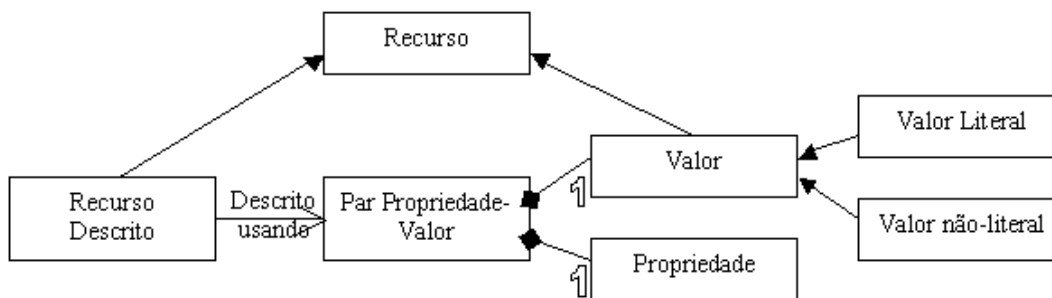 Recurso
Valor Literal
Valor
1
Recurso
Descrito
Descrito
usando
Par Propriedade-
Valor
Valor não-literal
1
Propriedade